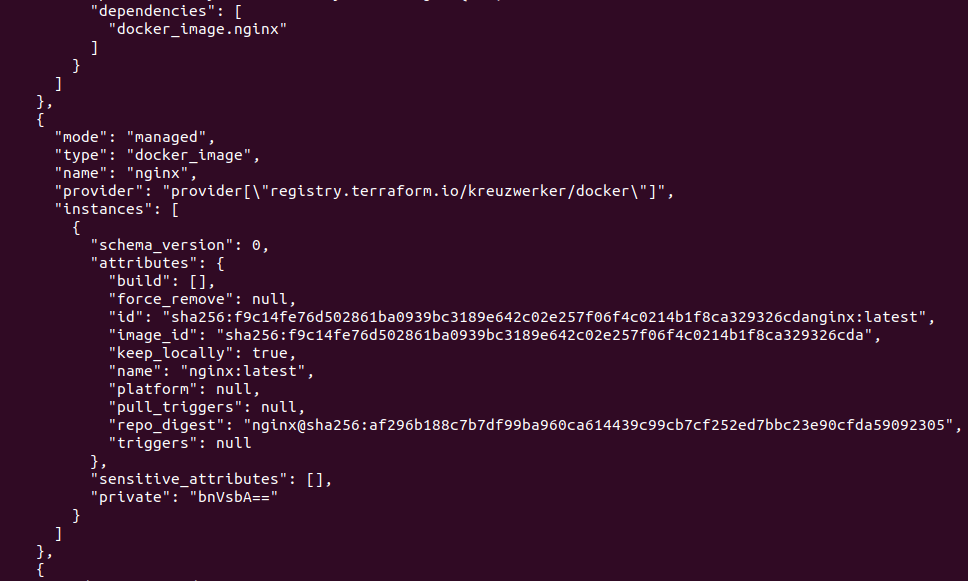 "dependencies": [
"docker_image.nginx"
]
}
]
},
{
"mode": "managed",
"type": "docker_image",
"name": "nginx",
"provider": "provider[\"registry.terraform.io/kreuzwerker/docker\"]",
"instances": [
{
"schema_version": 0,
"attributes": {
"build": [],
"force_remove": null,
"id": "sha256:f9c14fe76d502861ba0939bc3189e642c02e257f06f4c0214b1f8ca329326cdanginx:latest",
"image_id": "sha256:f9c14fe76d502861ba0939bc3189e642c02e257f06f4c0214b1f8ca329326cda",
"keep_locally": true,
"name": "nginx:latest",
"platform": null,
"pull_triggers": null,
"repo_digest": "nginx@sha256:af296b188c7b7df99ba960ca614439c99cb7cf252ed7bbc23e90cfda59092305",
"triggers": null
},
"sensitive_attributes": [],
"private": "bnVsbA=="
}
]
},
{